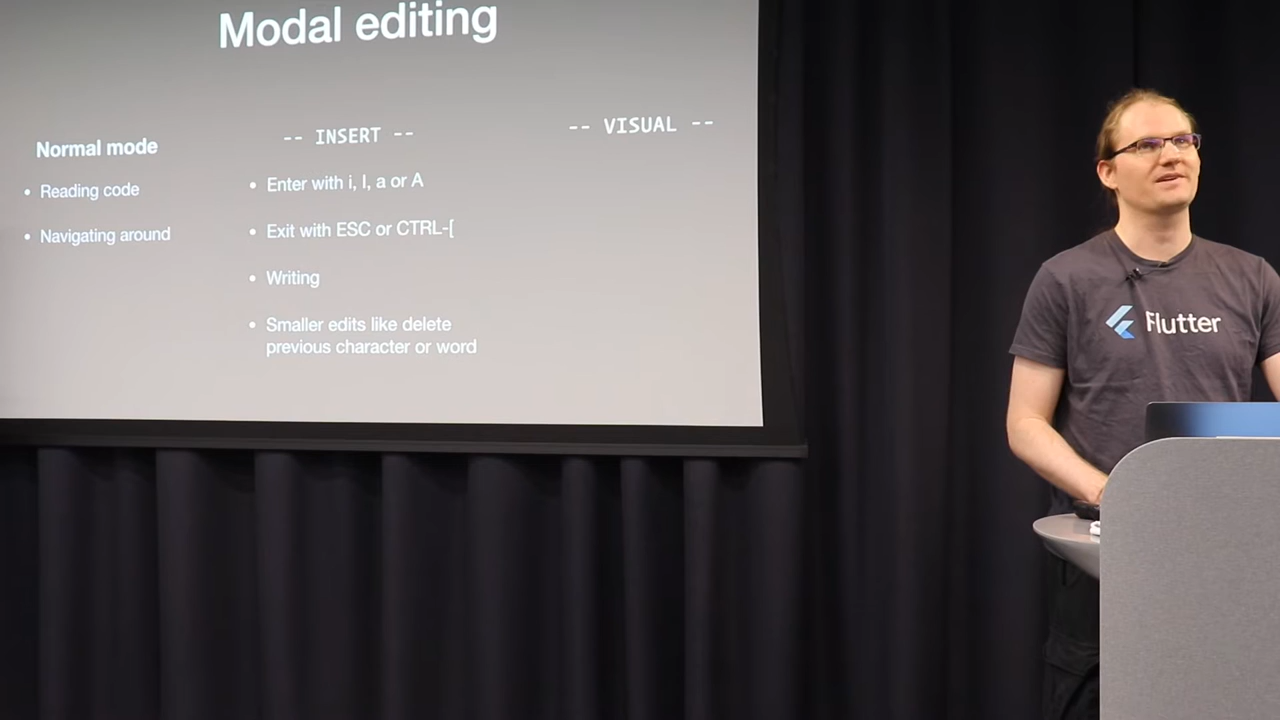 Modal editing
Normal mode
• Reading code
• Navigating around
-- INSERT --
• Enter with i, I, a or A
• Exit with ESC or CTRL-[
• Writing
• Smaller edits like delete
previous character or word
-- VISUAL --
Flutter